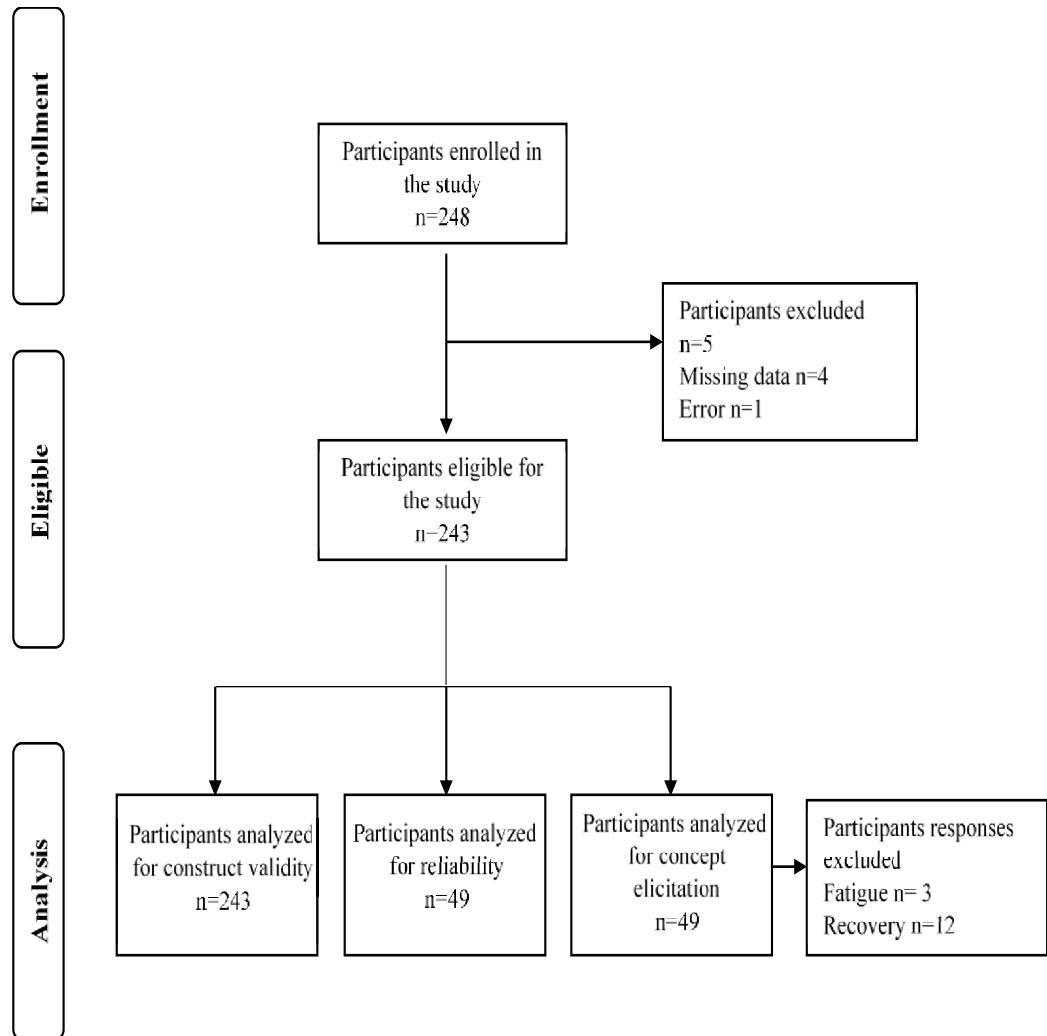 Enrollment
Participants enrolled in
the study
n=248
Participants excluded
n=5
Missing data n=4
Error n=1
Eligible
Participants eligible for
the study
n=243
Analysis
Participants analyzed
for construct validity
n=243
Participants analyzed
for reliability
n=49
Participants analyzed
for concept
elicitation
n=49
Participants responses
excluded
Fatigue n= 3
Recovery n=12